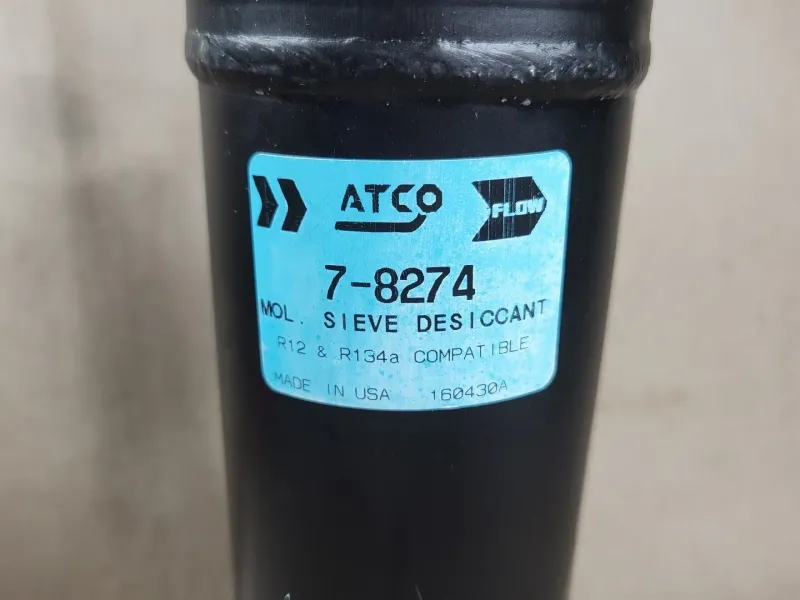 ATCO FLOW
7-8274
MOL. SIEVE DESICCANT
R12 & R134a COMPATIBLE
MADE IN USA 160430A